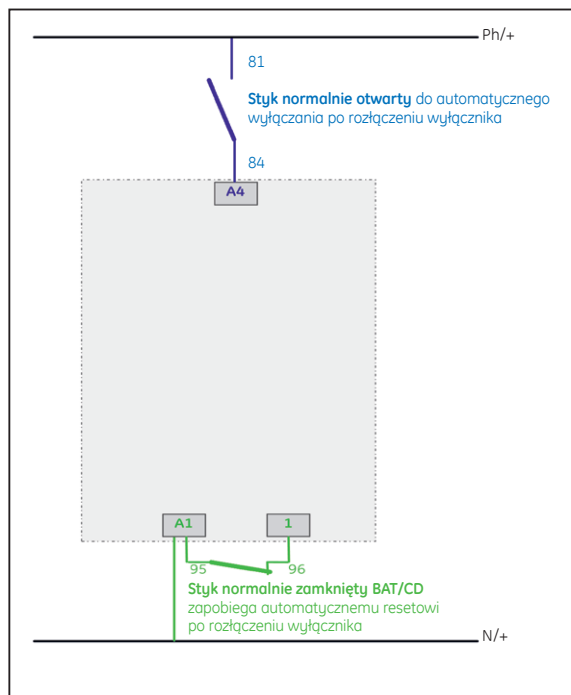 Ph/+
81
Styk normalnie otwarty do automatycznego
wyłączania po rozłączeniu wyłącznika
84
A4
A1
1
95
96
Styk normalnie zamknięty BAT/CD
zapobiega automatycznemu resetowi
po rozłączeniu wyłącznika
N/+